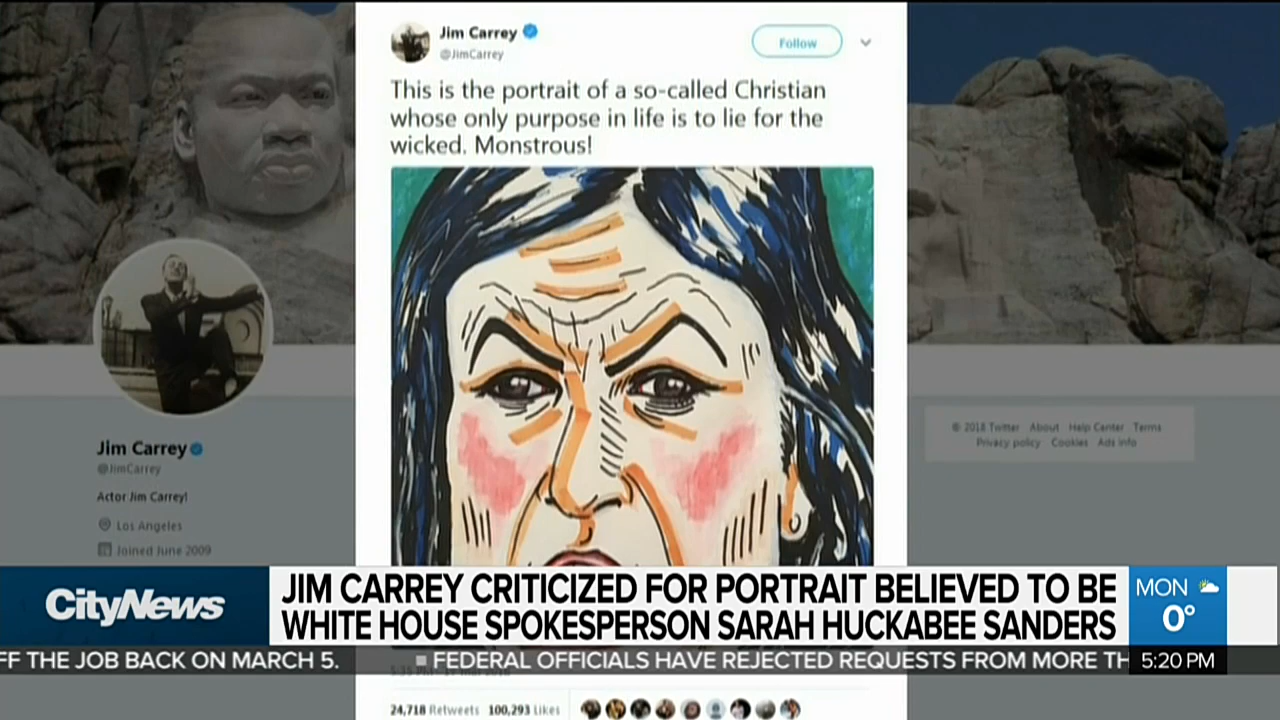 Jim Carrey
@JimCarrey
Follow
This is the portrait of a so-called Christian
whose only purpose in life is to lie for the
wicked. Monstrous!
Jim Carrey
@JimCarrey
Actor Jim Carrey!
Los Angeles
Joined June 2009
© 2018 Twitter About Help Center Terms
Privacy policy Cookies Ads info
CityNews
JIM CARREY CRITICIZED FOR PORTRAIT BELIEVED TO BE
WHITE HOUSE SPOKESPERSON SARAH HUCKABEE SANDERS
MON
0°
FF THE JOB BACK ON MARCH 5. FEDERAL OFFICIALS HAVE REJECTED REQUESTS FROM MORE TH
5:20 PM
24,718 Retweets 100,293 Likes